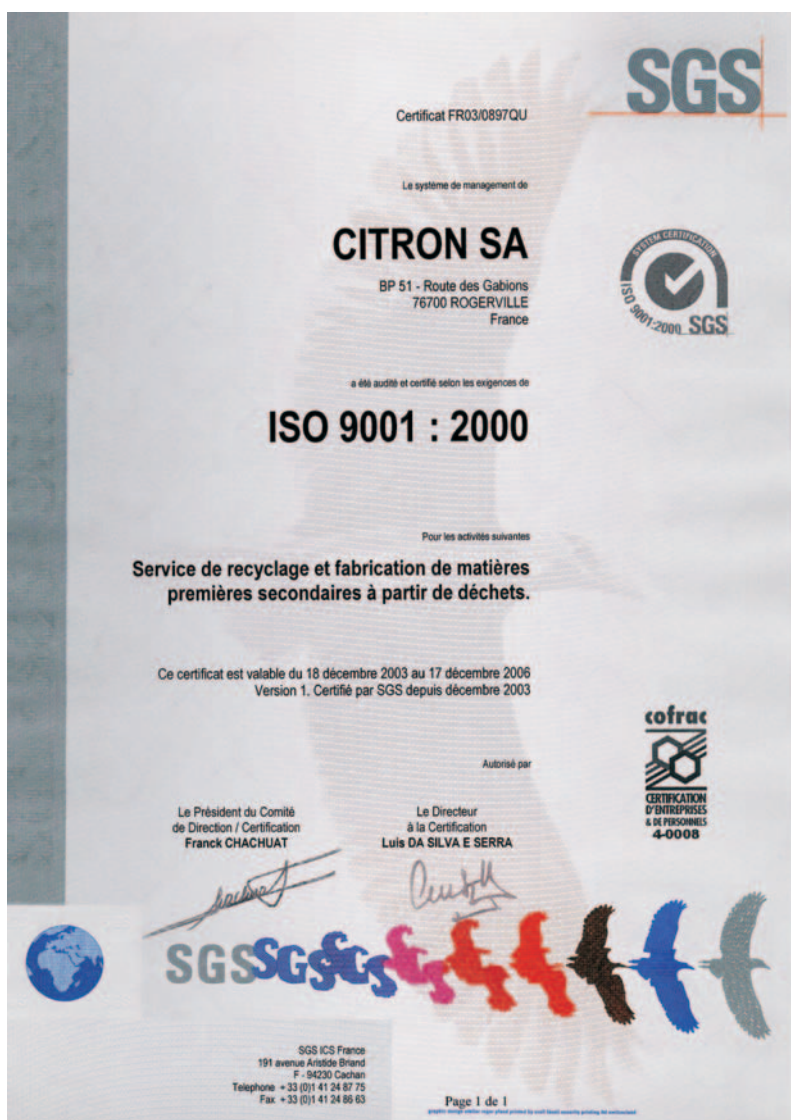 SGS
Certificat FR03/0897QU
Le système de management de
CITRON SA
BP 51 - Route des Gabions
76700 ROGERVILLE
France
SYSTEM CERTIFICATION
ISO 9001:2000 SGS
a été audité et certifié selon les exigences de
ISO 9001 : 2000
Pour les activités suivantes
Service de recyclage et fabrication de matières
premières secondaires à partir de déchets.
Ce certificat est valable du 18 décembre 2003 au 17 décembre 2006
Version 1. Certifié par SGS depuis décembre 2003
cofrac
CERTIFICATION
D'ENTREPRISES
& DE PERSONNELS
4-0008
Autorisé par
Le Président du Comité
de Direction / Certification
Franck CHACHUAT
Le Directeur
à la Certification
Luis DA SILVA E SERRA
SGS SGS SGS
SGS ICS France
191 avenue Aristide Briand
F - 94230 Cachan
Telephone + 33 (0)1 41 24 87 75
Fax + 33 (0)1 41 24 86 63
Page 1 de 1